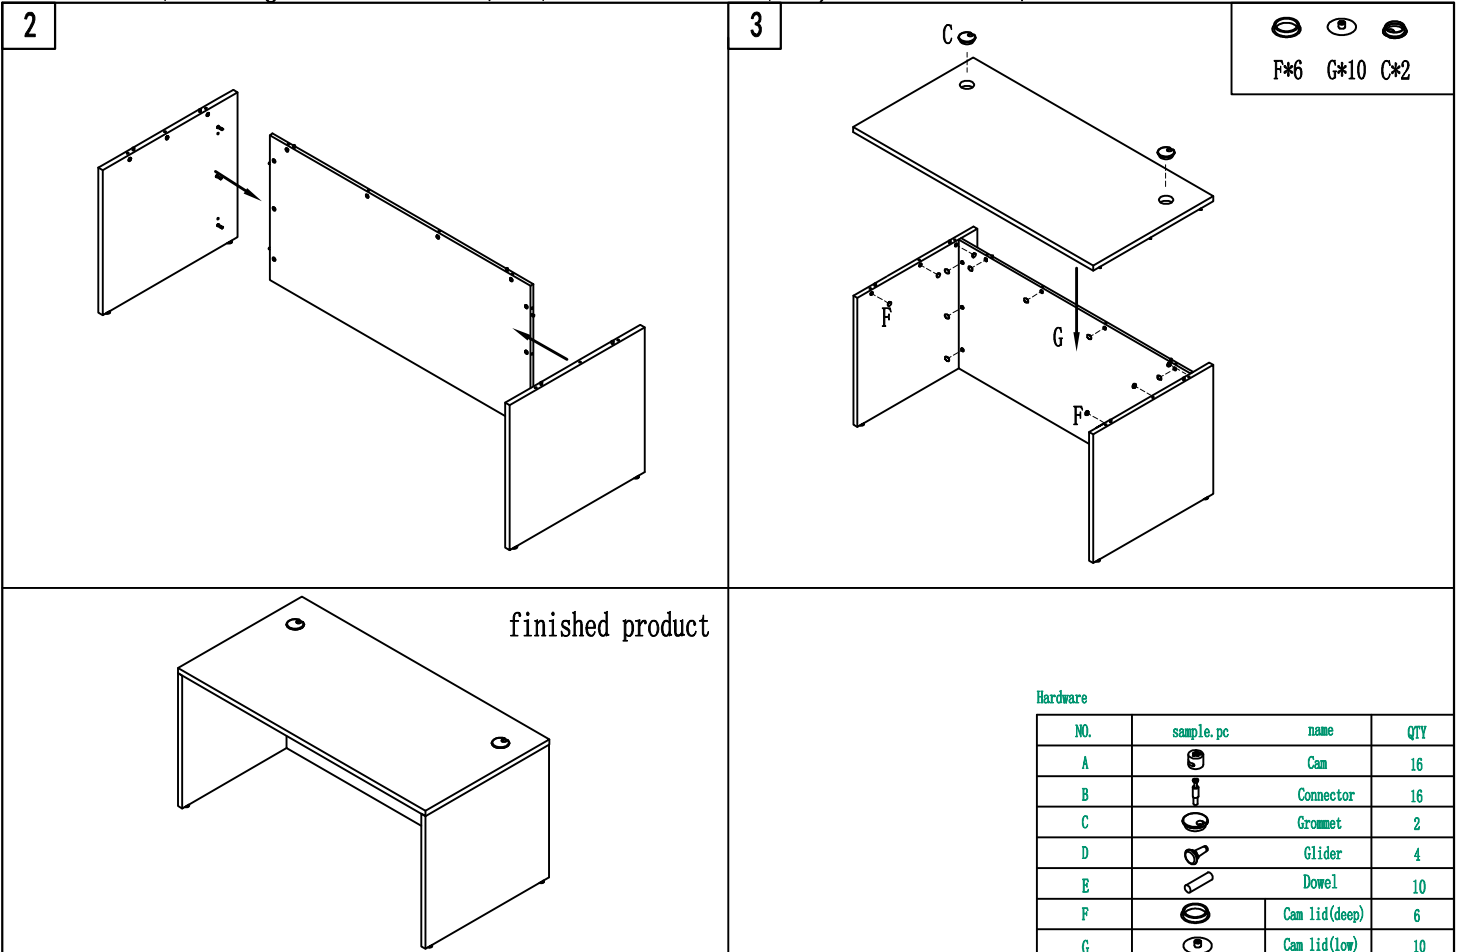 2
3
C
F*6 G*10 C*2
F
G
F
finished product
Hardware
NO. sample.pc name QTY
A Cam 16
B Connector 16
C Grommet 2
D Glider 4
E Dowel 10
F Cam lid(deep) 6
G Cam lid(low) 10